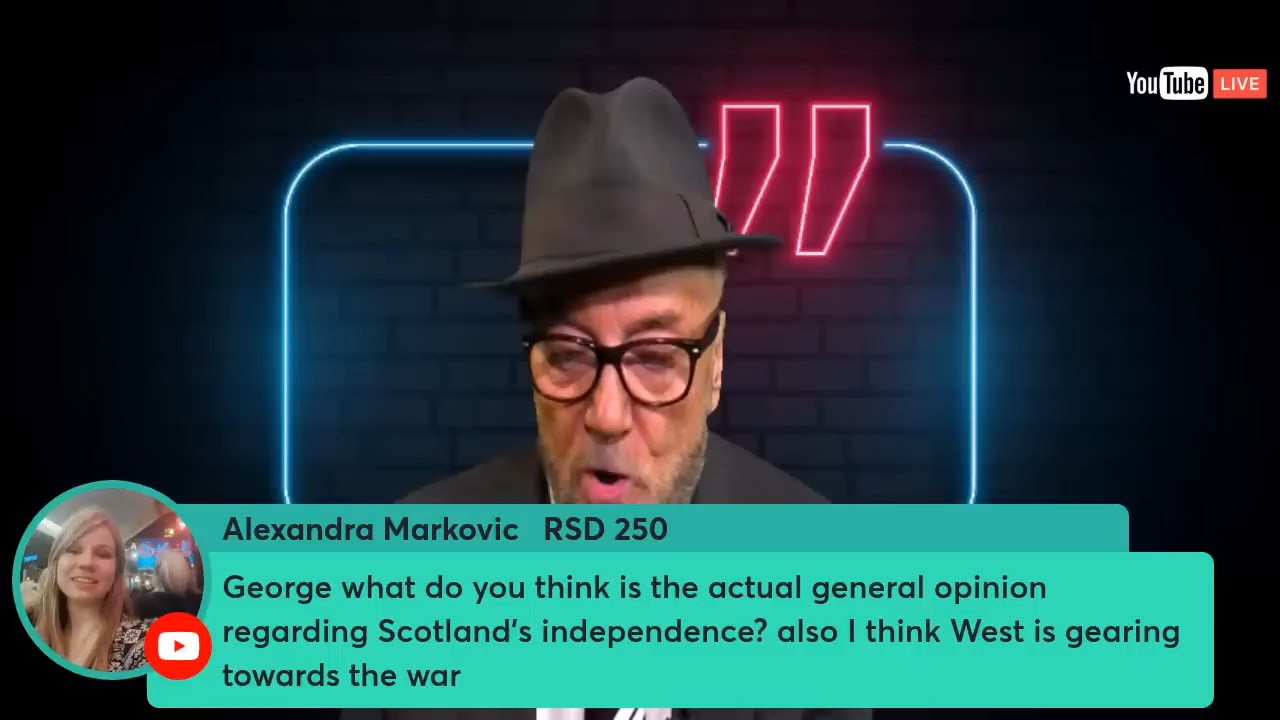 YouTube LIVE
Alexandra Markovic RSD 250
George what do you think is the actual general opinion
regarding Scotland's independence? also I think West is gearing
towards the war